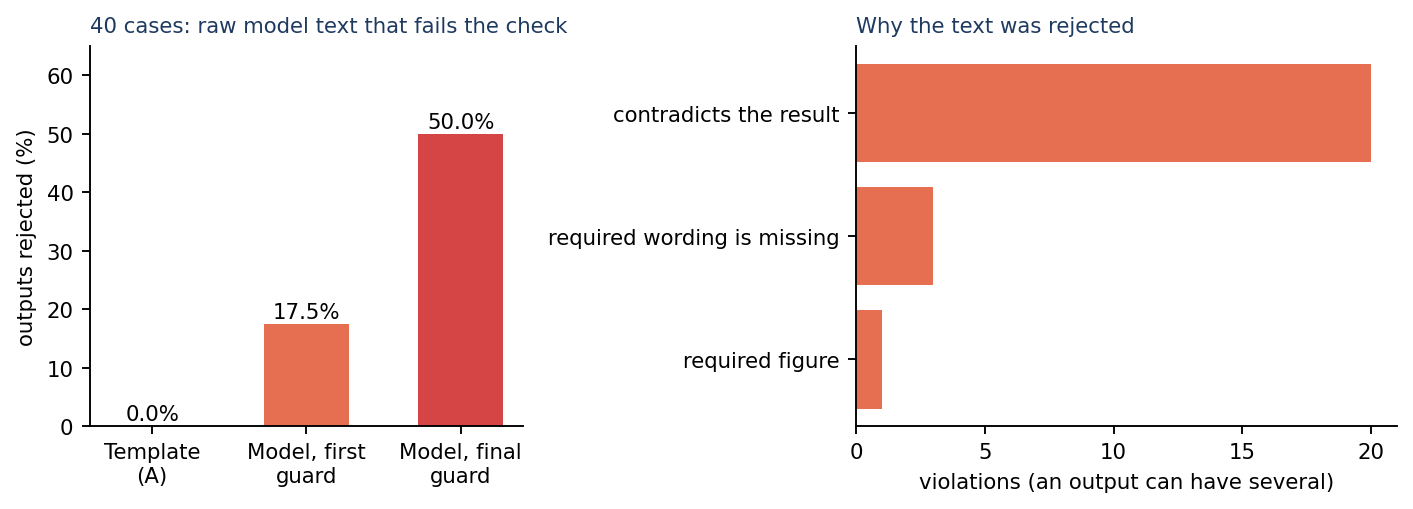 40 cases: raw model text that fails the check
outputs rejected (%)
60
50
40
30
20
10
0
0.0%
17.5%
50.0%
Template
(A)
Model, first
guard
Model, final
guard
Why the text was rejected
contradicts the result
required wording is missing
required figure
0
5
10
15
20
violations (an output can have several)